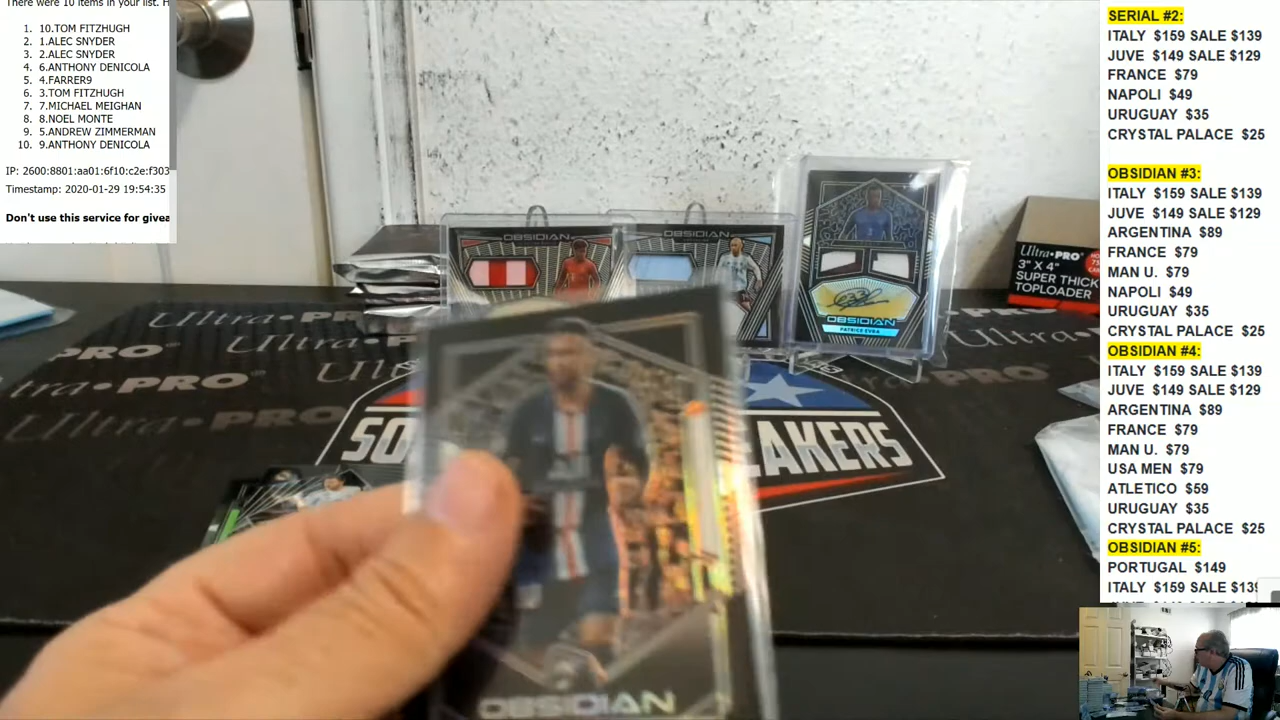 There were 10 items in your list. H
1. 10.TOM FITZHUGH
2. 1.ALEC SNYDER
3. 2.ALEC SNYDER
4. 6.ANTHONY DENICOLA
5. 4.FARRER9
6. 3.TOM FITZHUGH
7. 7.MICHAEL MEIGHAN
8. 8.NOEL MONTE
9. 5.ANDREW ZIMMERMAN
10. 9.ANTHONY DENICOLA
IP: 2600:8801:aa01:6f10:c2e:f303
Timestamp: 2020-01-29 19:54:35
Don't use this service for givea
SERIAL #2:
ITALY $159 SALE $139
JUVE $149 SALE $129
FRANCE $79
NAPOLI $49
URUGUAY $35
CRYSTAL PALACE $25
OBSIDIAN #3:
ITALY $159 SALE $139
JUVE $149 SALE $129
ARGENTINA $89
FRANCE $79
MAN U. $79
NAPOLI $49
URUGUAY $35
CRYSTAL PALACE $25
OBSIDIAN #4:
ITALY $159 SALE $139
JUVE $149 SALE $129
ARGENTINA $89
FRANCE $79
MAN U. $79
USA MEN $79
ATLETICO $59
URUGUAY $35
CRYSTAL PALACE $25
OBSIDIAN #5:
PORTUGAL $149
ITALY $159 SALE $139
OBSIDIAN
OBSIDIAN
OBSIDIAN
PATRICE EVRA
Ultra·PRO
3" X 4"
SUPER THICK
TOPLOADER
Ultra·PRO
Ultra·PRO
PRO
Ultra·PRO
Ultra·PRO
SO
AKERS
OBSIDIAN